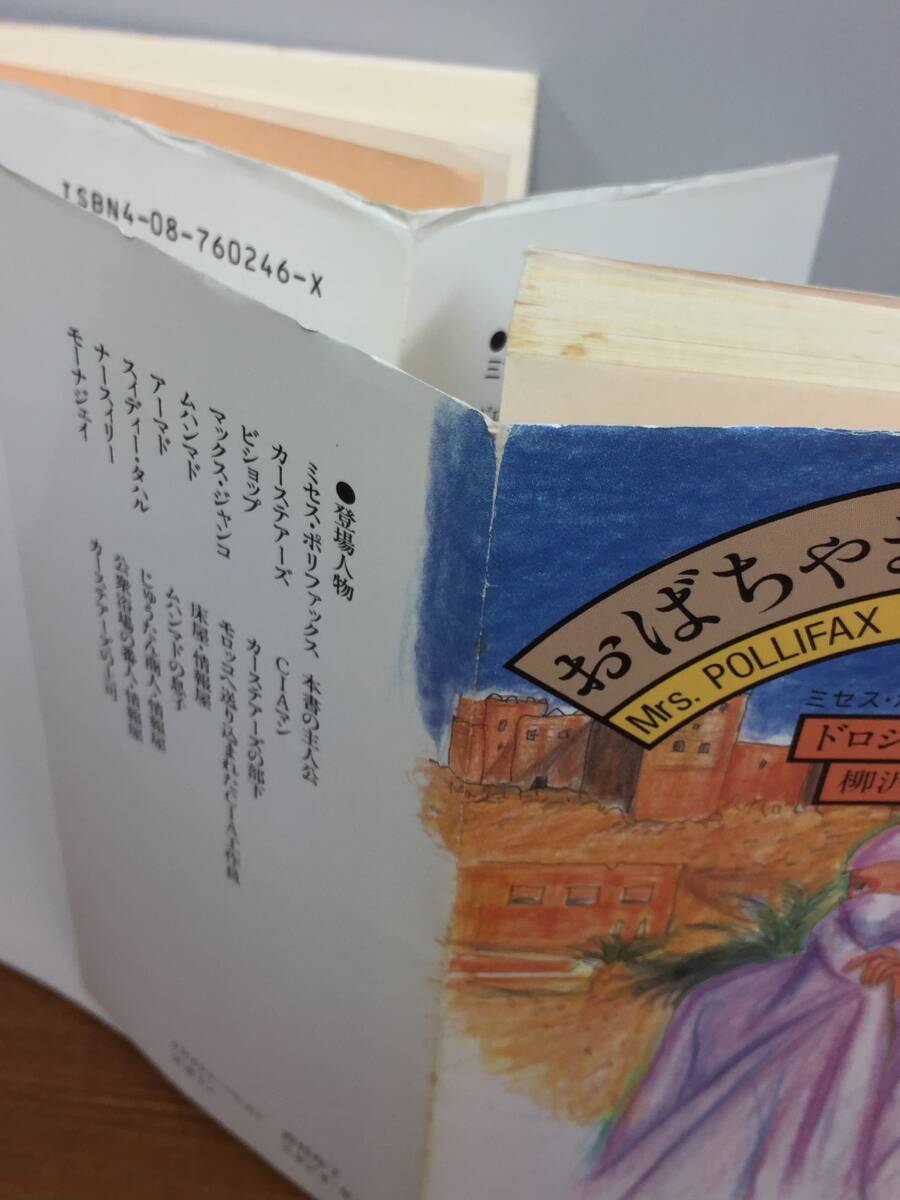 ISBN4-08-760246-X
●登場人物
ミセス・ポリファックス 本書の主人公
カーステアーズ CIAマン
ビショップ カーステアーズの部下
マックス・ジャンコ モロッコへ送り込まれたCIA工作員
ムハンマド 床屋・情報屋
アーマド ムハンマドの息子
スィディー・タハル じゅうたん商人・情報屋
ナースィリー 公衆浴場の番人・情報屋
モーナジェイ カーステアーズの上司
●三
おばちゃま
Mrs. POLLIFAX
ミセス・
ドロシ
柳沢